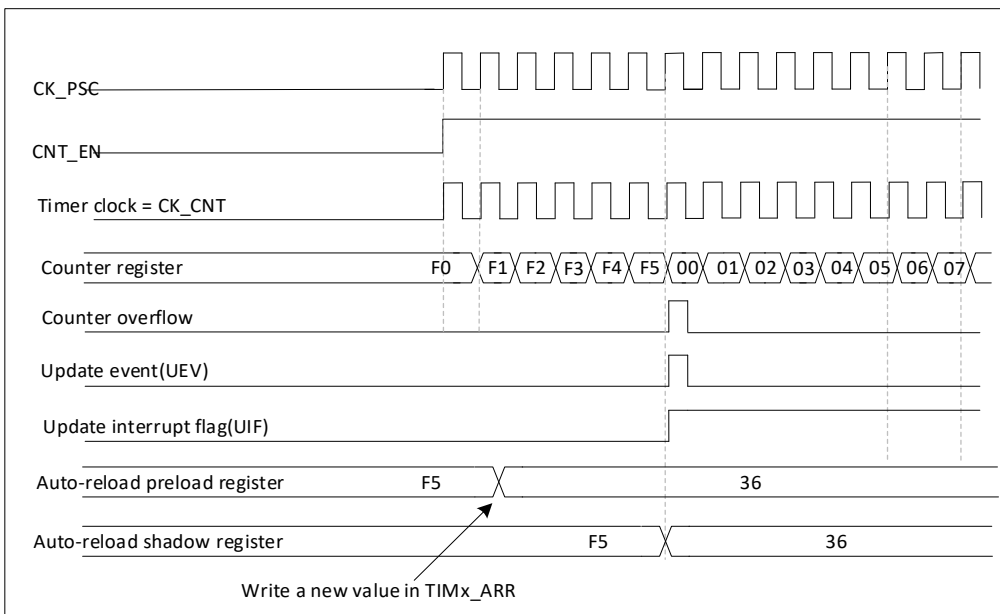 CK_PSC
CNT_EN
Timer clock = CK_CNT
Counter register F0 F1 F2 F3 F4 F5 00 01 02 03 04 05 06 07
Counter overflow
Update event(UEV)
Update interrupt flag(UIF)
Auto-reload preload register F5 36
Auto-reload shadow register F5 36
Write a new value in TIMx_ARR